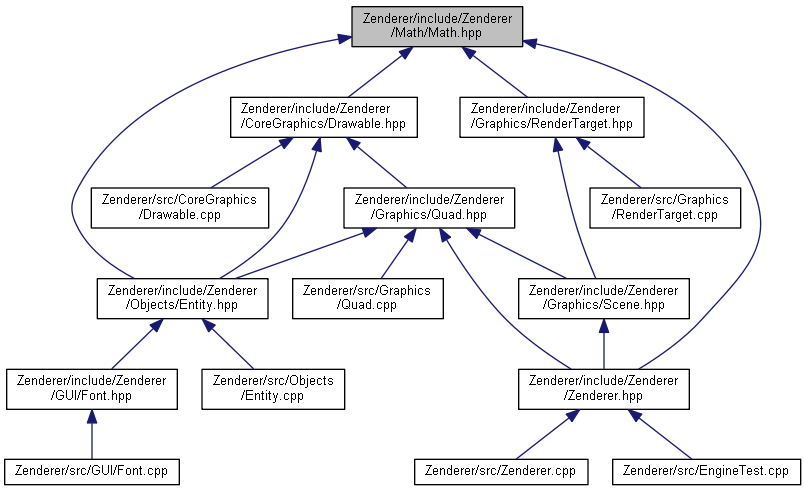 Zenderer/include/Zenderer
/Math/Math.hpp
Zenderer/include/Zenderer
/CoreGraphics/Drawable.hpp
Zenderer/include/Zenderer
/Graphics/RenderTarget.hpp
Zenderer/src/CoreGraphics
/Drawable.cpp
Zenderer/include/Zenderer
/Graphics/Quad.hpp
Zenderer/src/Graphics
/RenderTarget.cpp
Zenderer/include/Zenderer
/Objects/Entity.hpp
Zenderer/src/Graphics
/Quad.cpp
Zenderer/include/Zenderer
/Graphics/Scene.hpp
Zenderer/include/Zenderer
/GUI/Font.hpp
Zenderer/src/Objects
/Entity.cpp
Zenderer/include/Zenderer
/Zenderer.hpp
Zenderer/src/GUI/Font.cpp
Zenderer/src/Zenderer.cpp
Zenderer/src/EngineTest.cpp